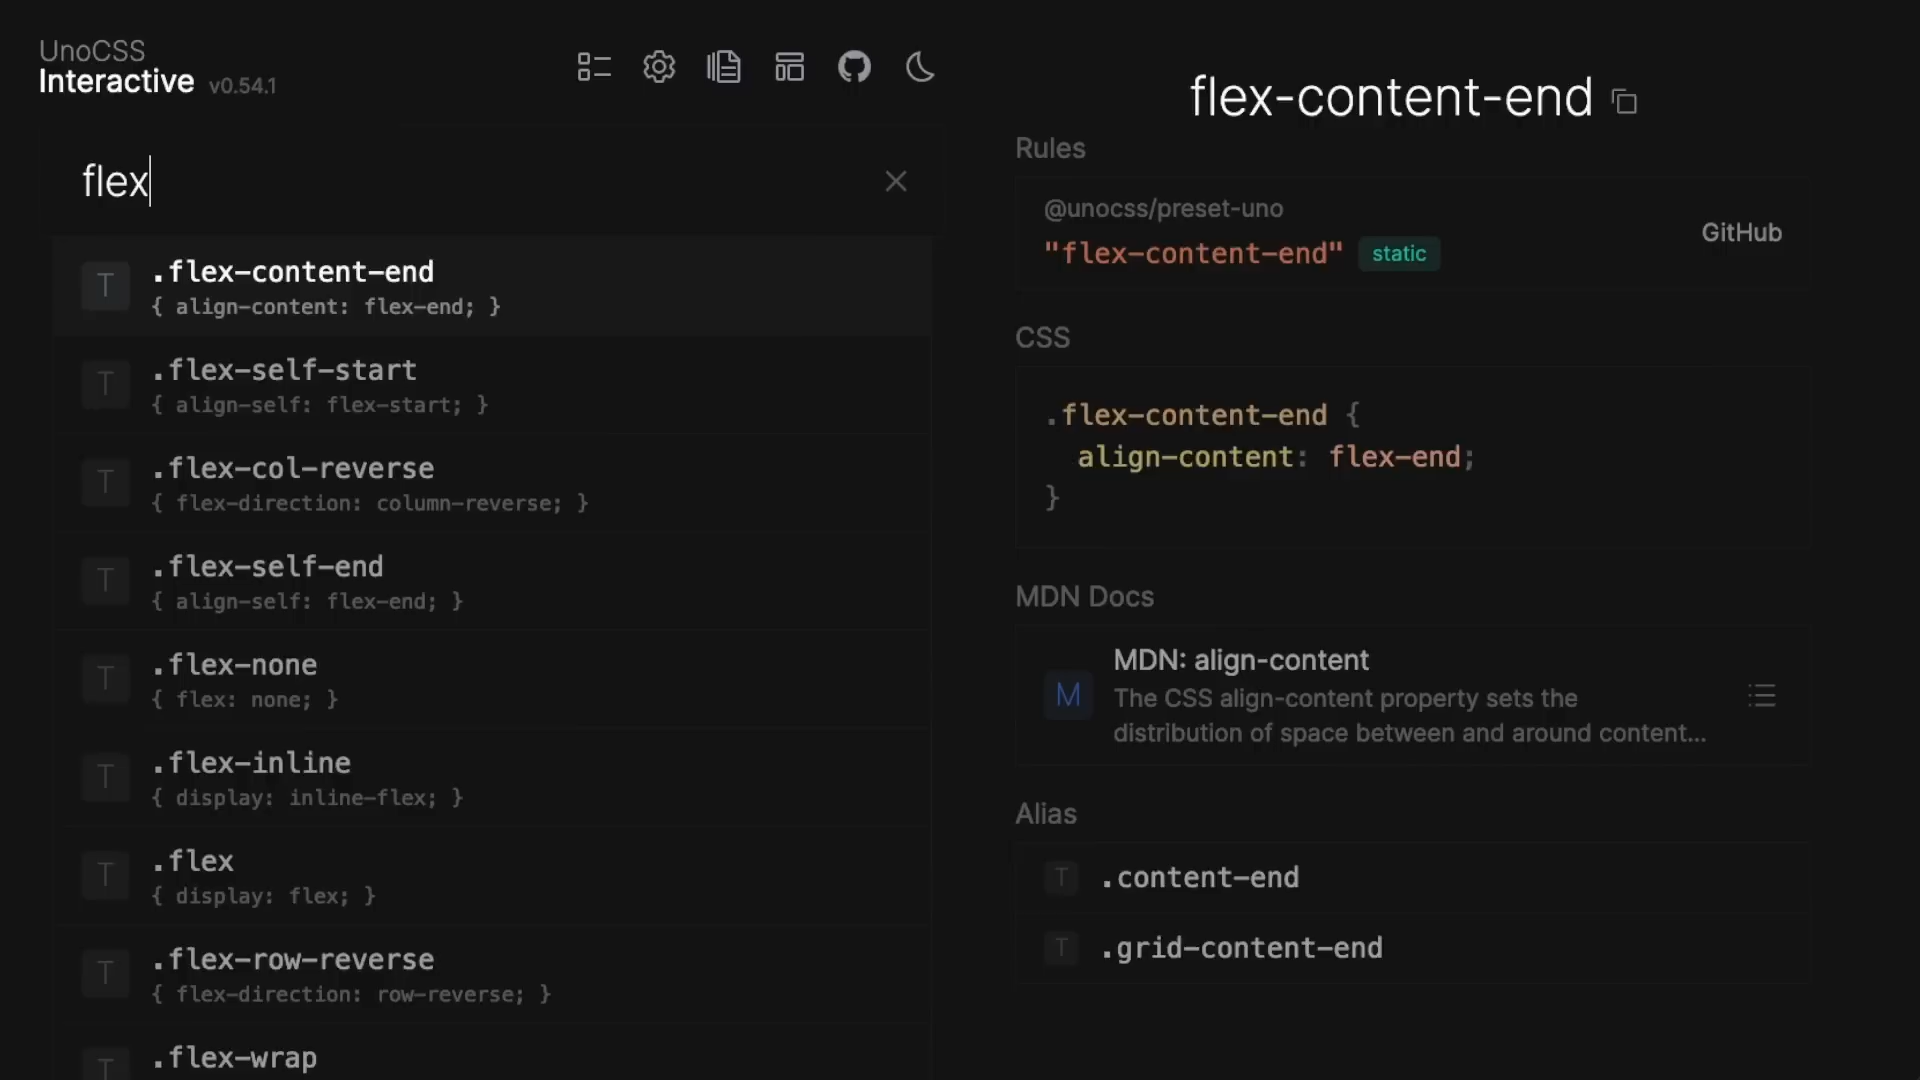 UnoCSS
Interactive v0.54.1
flex
T
.flex-content-end
{ align-content: flex-end; }
T
.flex-self-start
{ align-self: flex-start; }
T
.flex-col-reverse
{ flex-direction: column-reverse; }
T
.flex-self-end
{ align-self: flex-end; }
T
.flex-none
{ flex: none; }
T
.flex-inline
{ display: inline-flex; }
T
.flex
{ display: flex; }
T
.flex-row-reverse
{ flex-direction: row-reverse; }
T
.flex-wrap
flex-content-end
Rules
@unocss/preset-uno
"flex-content-end" static
GitHub
CSS
.flex-content-end {
align-content: flex-end;
}
MDN Docs
M
MDN: align-content
The CSS align-content property sets the
distribution of space between and around content...
Alias
T .content-end
T .grid-content-end